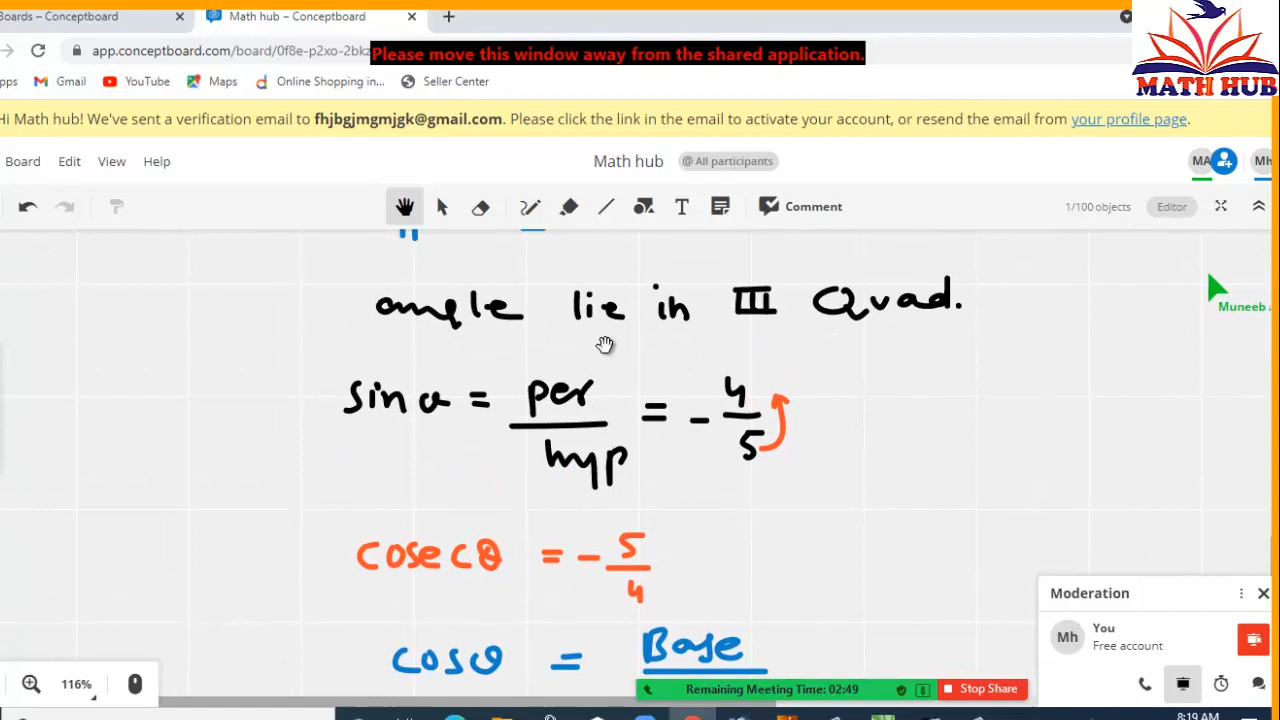 Boards – Conceptboard
Math hub – Conceptboard
app.conceptboard.com/board/0f8e-p2xo-2bkz
Please move this window away from the shared application.
MATH HUB
Gmail
YouTube
Maps
Online Shopping in...
Seller Center
Hi Math hub! We've sent a verification email to fhjbgjmgmjgk@gmail.com. Please click the link in the email to activate your account, or resend the email from your profile page.
Board Edit View Help
Math hub
@ All participants
MA
Mh
Comment
1/100 objects
Editor
angle lie in III Quad.
Muneeb
sin θ = per/hyp = - 4/5
cosec θ = - 5/4
cos θ = Base
Moderation
Mh
You
Free account
116%
Remaining Meeting Time: 02:49
Stop Share
8:19 AM